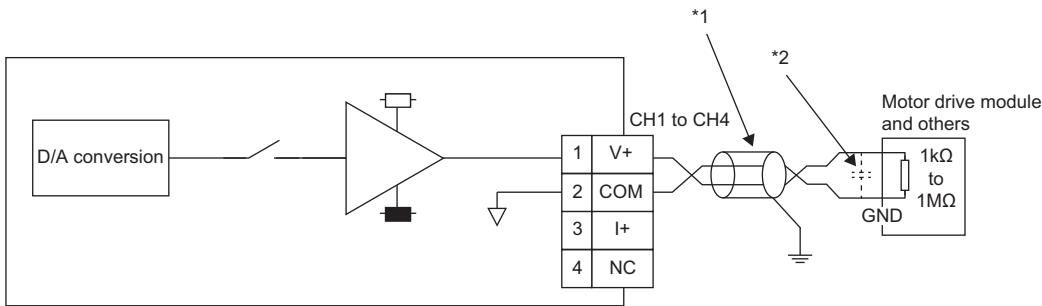 *1
*2
Motor drive module
and others
CH1 to CH4
D/A conversion
1 V+
2 COM
3 I+
4 NC
1kΩ
to
1MΩ
GND